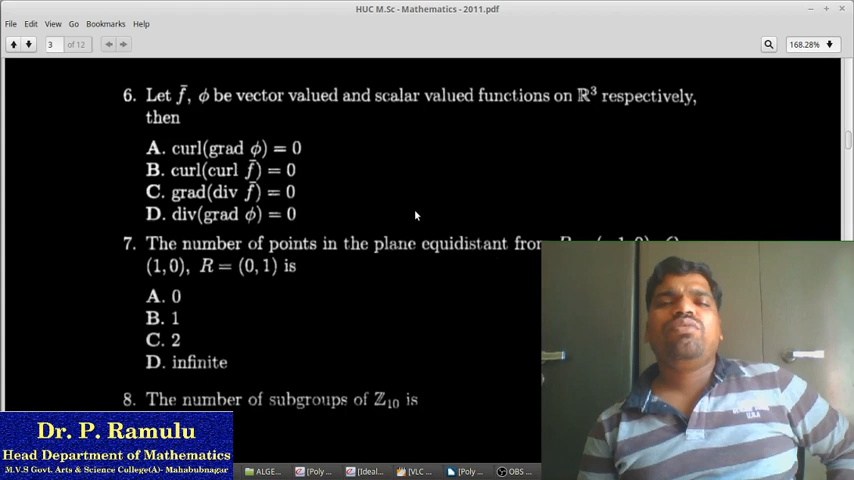 HUC M.Sc - Mathematics - 2011.pdf
File Edit View Go Bookmarks Help
3 of 12 168.28%
6. Let f̄, ϕ be vector valued and scalar valued functions on ℝ³ respectively,
then
A. curl(grad ϕ) = 0
B. curl(curl f̄) = 0
C. grad(div f̄) = 0
D. div(grad ϕ) = 0
7. The number of points in the plane equidistant from
(1,0), R = (0,1) is
A. 0
B. 1
C. 2
D. infinite
8. The number of subgroups of ℤ₁₀ is
Dr. P. Ramulu
Head Department of Mathematics
M.V.S Govt. Arts & Science College(A)- Mahabubnagar
ALGE... [Poly ... [Ideal... [VLC ... [Poly ... OBS ...